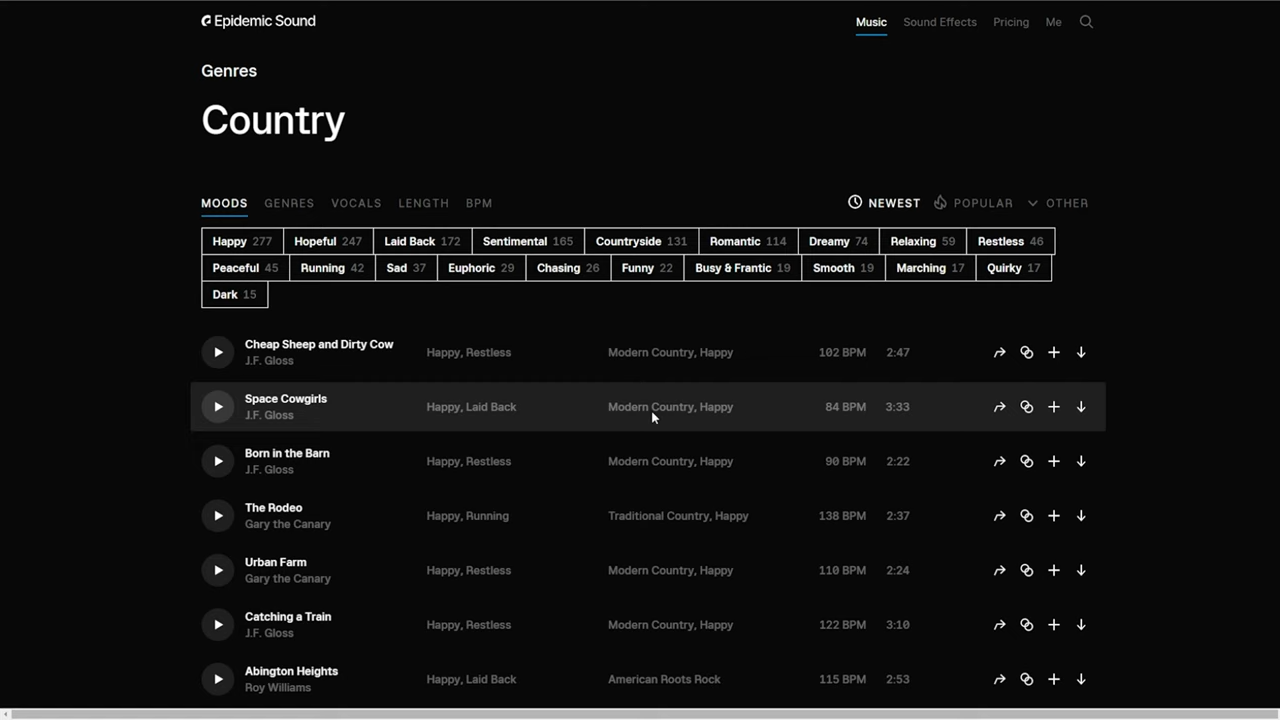 Epidemic Sound
Music Sound Effects Pricing Me
Genres
Country
MOODS GENRES VOCALS LENGTH BPM NEWEST POPULAR OTHER
Happy 277 Hopeful 247 Laid Back 172 Sentimental 165 Countryside 131 Romantic 114 Dreamy 74 Relaxing 59 Restless 46
Peaceful 45 Running 42 Sad 37 Euphoric 29 Chasing 26 Funny 22 Busy & Frantic 19 Smooth 19 Marching 17 Quirky 17
Dark 15
Cheap Sheep and Dirty Cow
J.F. Gloss
Happy, Restless Modern Country, Happy 102 BPM 2:47
Space Cowgirls
J.F. Gloss
Happy, Laid Back Modern Country, Happy 84 BPM 3:33
Born in the Barn
J.F. Gloss
Happy, Restless Modern Country, Happy 90 BPM 2:22
The Rodeo
Gary the Canary
Happy, Running Traditional Country, Happy 138 BPM 2:37
Urban Farm
Gary the Canary
Happy, Restless Modern Country, Happy 110 BPM 2:24
Catching a Train
J.F. Gloss
Happy, Restless Modern Country, Happy 122 BPM 3:10
Abington Heights
Roy Williams
Happy, Laid Back American Roots Rock 115 BPM 2:53